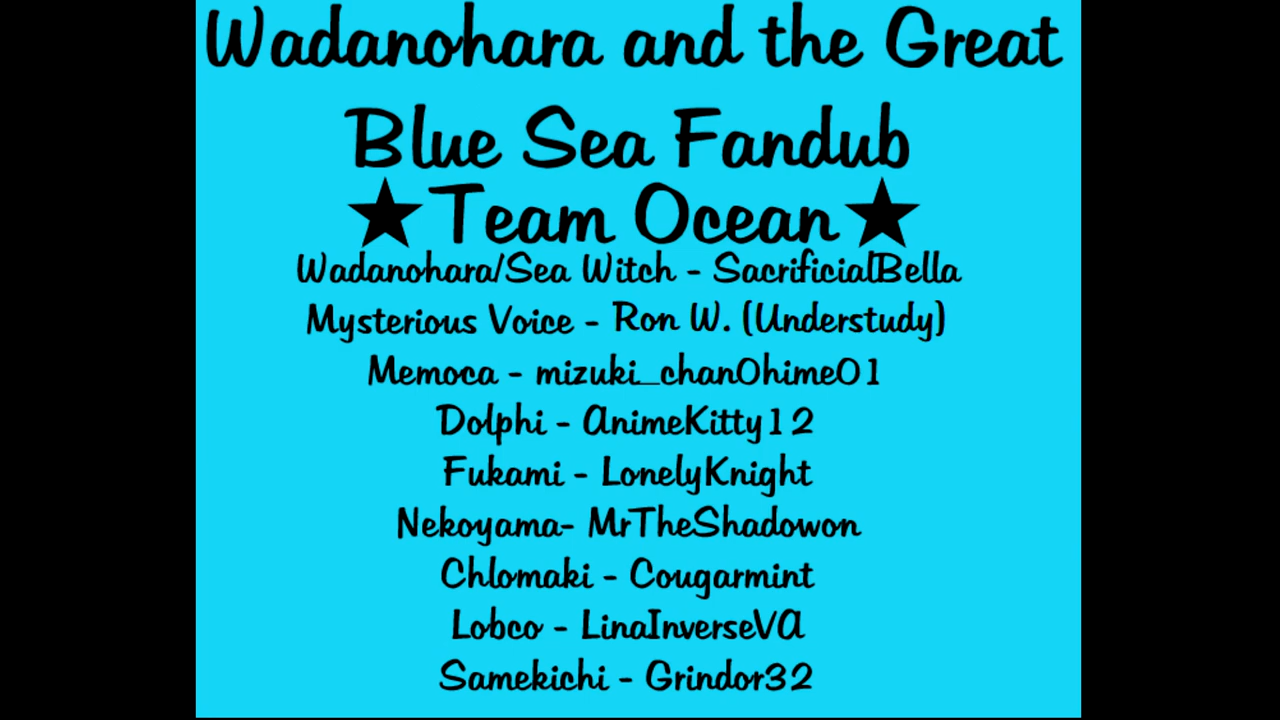 Wadanohara and the Great
Blue Sea Fandub
★Team Ocean★
Wadanohara/Sea Witch - SacrificialBella
Mysterious Voice - Ron W. (Understudy)
Memoca - mizuki_chan0hime01
Dolphi - AnimeKitty12
Fukami - LonelyKnight
Nekoyama- MrTheShadowon
Chlomaki - Cougarmint
Lobco - LinaInverseVA
Samekichi - Grindor32